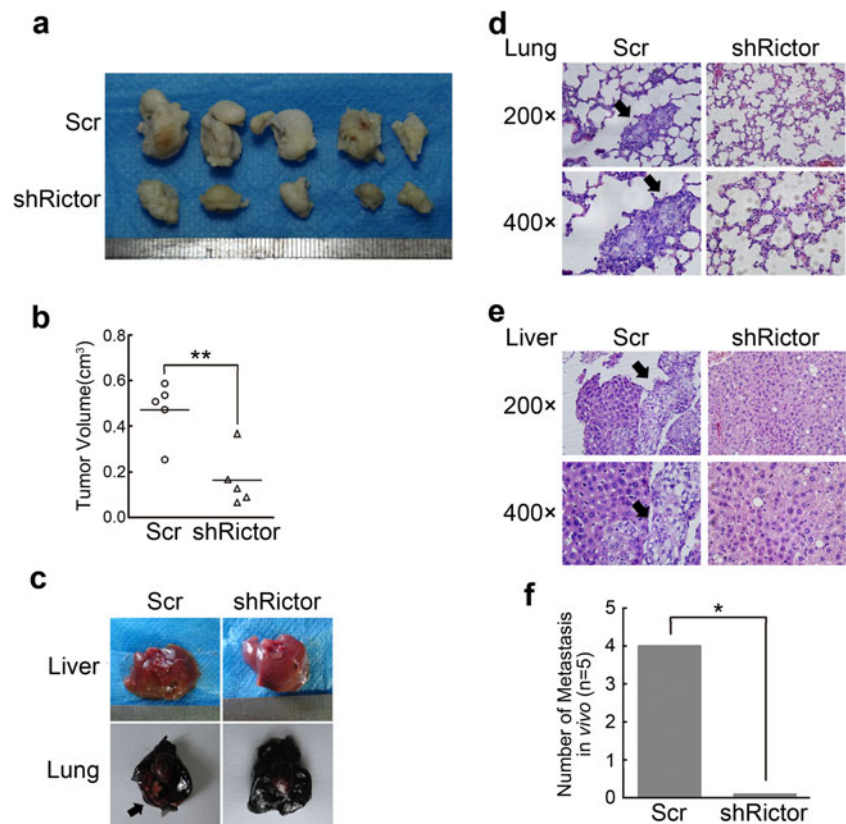 a
Scr
shRictor
b
Tumor Volume(cm³)
0.8
0.6
0.4
0.2
0.0
**
Scr
shRictor
c
Scr
shRictor
Liver
Lung
d
Lung
Scr
shRictor
200×
400×
e
Liver
Scr
shRictor
200×
400×
f
Number of Metastasis
in vivo (n=5)
5
4
3
2
1
0
*
Scr
shRictor